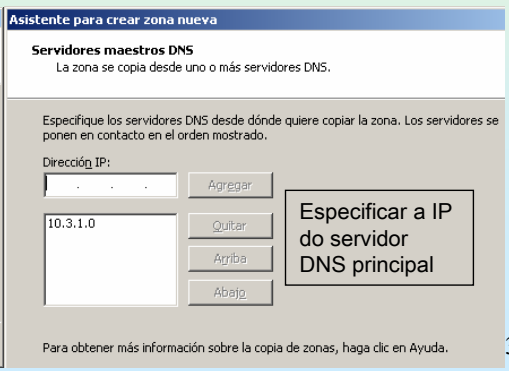 Asistente para crear zona nueva
Servidores maestros DNS
La zona se copia desde uno o más servidores DNS.
Especifique los servidores DNS desde dónde quiere copiar la zona. Los servidores se
ponen en contacto en el orden mostrado.
Dirección IP:
. . .
Agregar
10.3.1.0
Quitar
Arriba
Abajo
Especificar a IP
do servidor
DNS principal
Para obtener más información sobre la copia de zonas, haga clic en Ayuda.